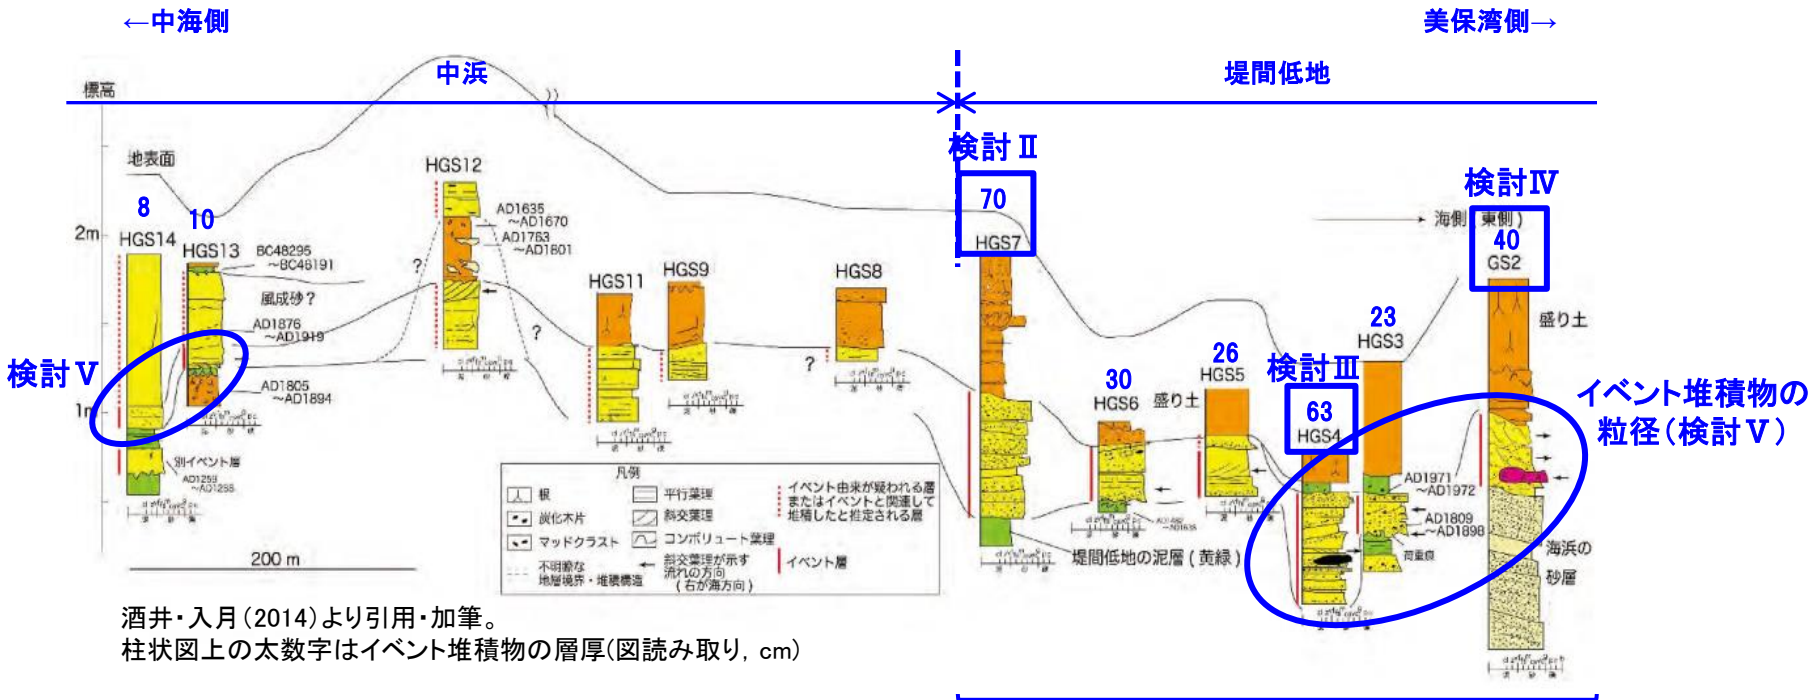 ←中海側
美保湾側→
中浜
堤間低地
標高
地表面
検討Ⅱ
検討Ⅳ
HGS12
8
10
70
40
→ 海側(東側)
2m
HGS14
HGS13
HGS7
GS2
AD1635
～AD1670
AD1763
～AD1801
BC48295
～BC46191
風成砂？
?
HGS11
HGS9
HGS8
盛り土
AD1876
～AD1919
?
23
HGS3
検討Ⅴ
?
26
HGS5
検討Ⅲ
30
HGS6
盛り土
63
HGS4
イベント堆積物の
粒径(検討Ⅴ)
AD1805
～AD1894
1m
別イベント層
AD1971
～AD1972
AD1809
～AD1898
荷重痕
海浜の
砂層
堤間低地の泥層(黄緑)
凡例
根
平行葉理
イベント由来が疑われる層
またはイベントと関連して
堆積したと推定される層
炭化木片
斜交葉理
マッドクラスト
コンボリュート葉理
不明瞭な
地層境界・堆積構造
斜交葉理が示す
流れの方向
(右が海方向)
イベント層
200 m
酒井・入月(2014)より引用・加筆。
柱状図上の太数字はイベント堆積物の層厚(図読み取り, cm)